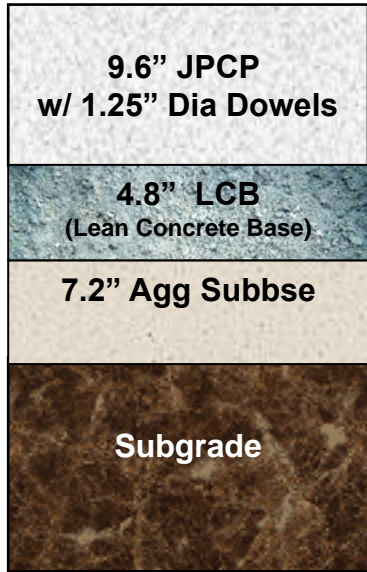 9.6” JPCP
w/ 1.25” Dia Dowels
4.8” LCB
(Lean Concrete Base)
7.2” Agg Subbse
Subgrade